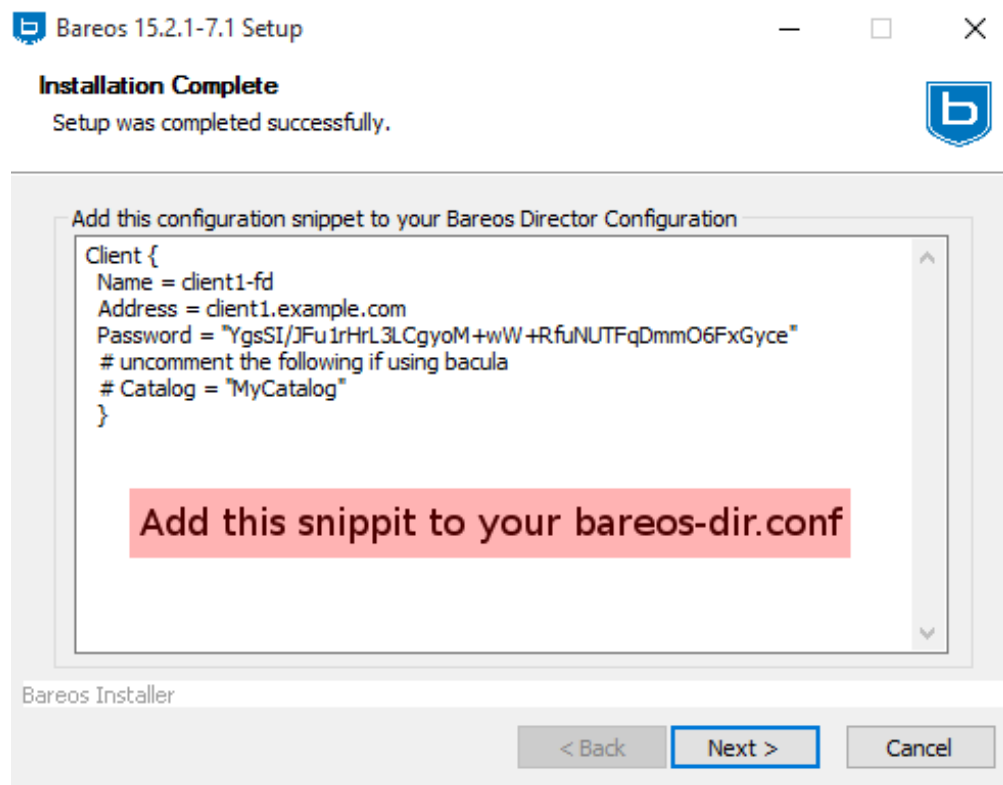 Bareos 15.2.1-7.1 Setup
Installation Complete
Setup was completed successfully.
Add this configuration snippet to your Bareos Director Configuration
Client {
Name = client1-fd
Address = client1.example.com
Password = "YgsSI/JFu1rHrL3LCgyoM+wW+RfuNUTFqDmmO6FxGyce"
# uncomment the following if using bacula
# Catalog = "MyCatalog"
}
Add this snippit to your bareos-dir.conf
Bareos Installer
< Back
Next >
Cancel